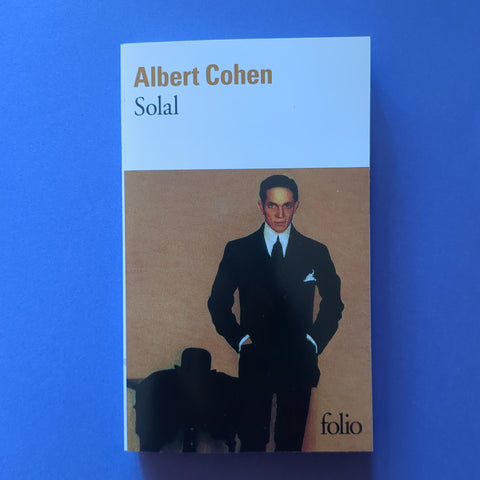 Albert Cohen
Solal
folio